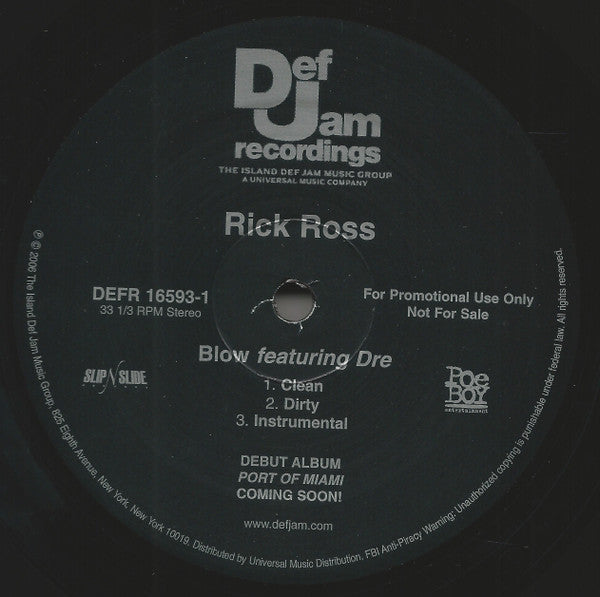 Def Jam
recordings
THE ISLAND DEF JAM MUSIC GROUP
A UNIVERSAL MUSIC COMPANY
Rick Ross
DEFR 16593-1
33 1/3 RPM Stereo
For Promotional Use Only
Not For Sale
Blow featuring Dre
1. Clean
2. Dirty
3. Instrumental
SLIP N SLIDE
Poe Boy
entertainment
DEBUT ALBUM
PORT OF MIAMI
COMING SOON!
www.defjam.com
℗ © 2006 The Island Def Jam Music Group, 825 Eighth Avenue, New York, New York 10019. Distributed by Universal Music Distribution. FBI Anti-Piracy Warning: Unauthorized copying is punishable under federal law. All rights reserved.